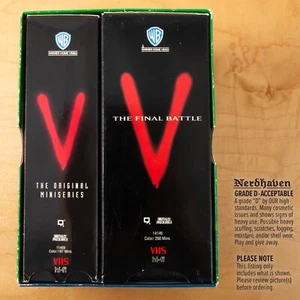 WB
WARNER HOME VIDEO
V
THE ORIGINAL
MINISERIES
VHS
WB
WARNER HOME VIDEO
V
THE FINAL BATTLE
14146
VHS
Nerdhaven
GRADE D-ACCEPTABLE
A grade "D" by OUR high
standards. Many cosmetic
issues and shows signs of
heavy use. Possible heavy
scuffing, scratches, fogging,
moisture, and/or shelf wear.
Play and give away.
PLEASE NOTE
This listing only
includes what is shown.
Please review picture(s)
before ordering.